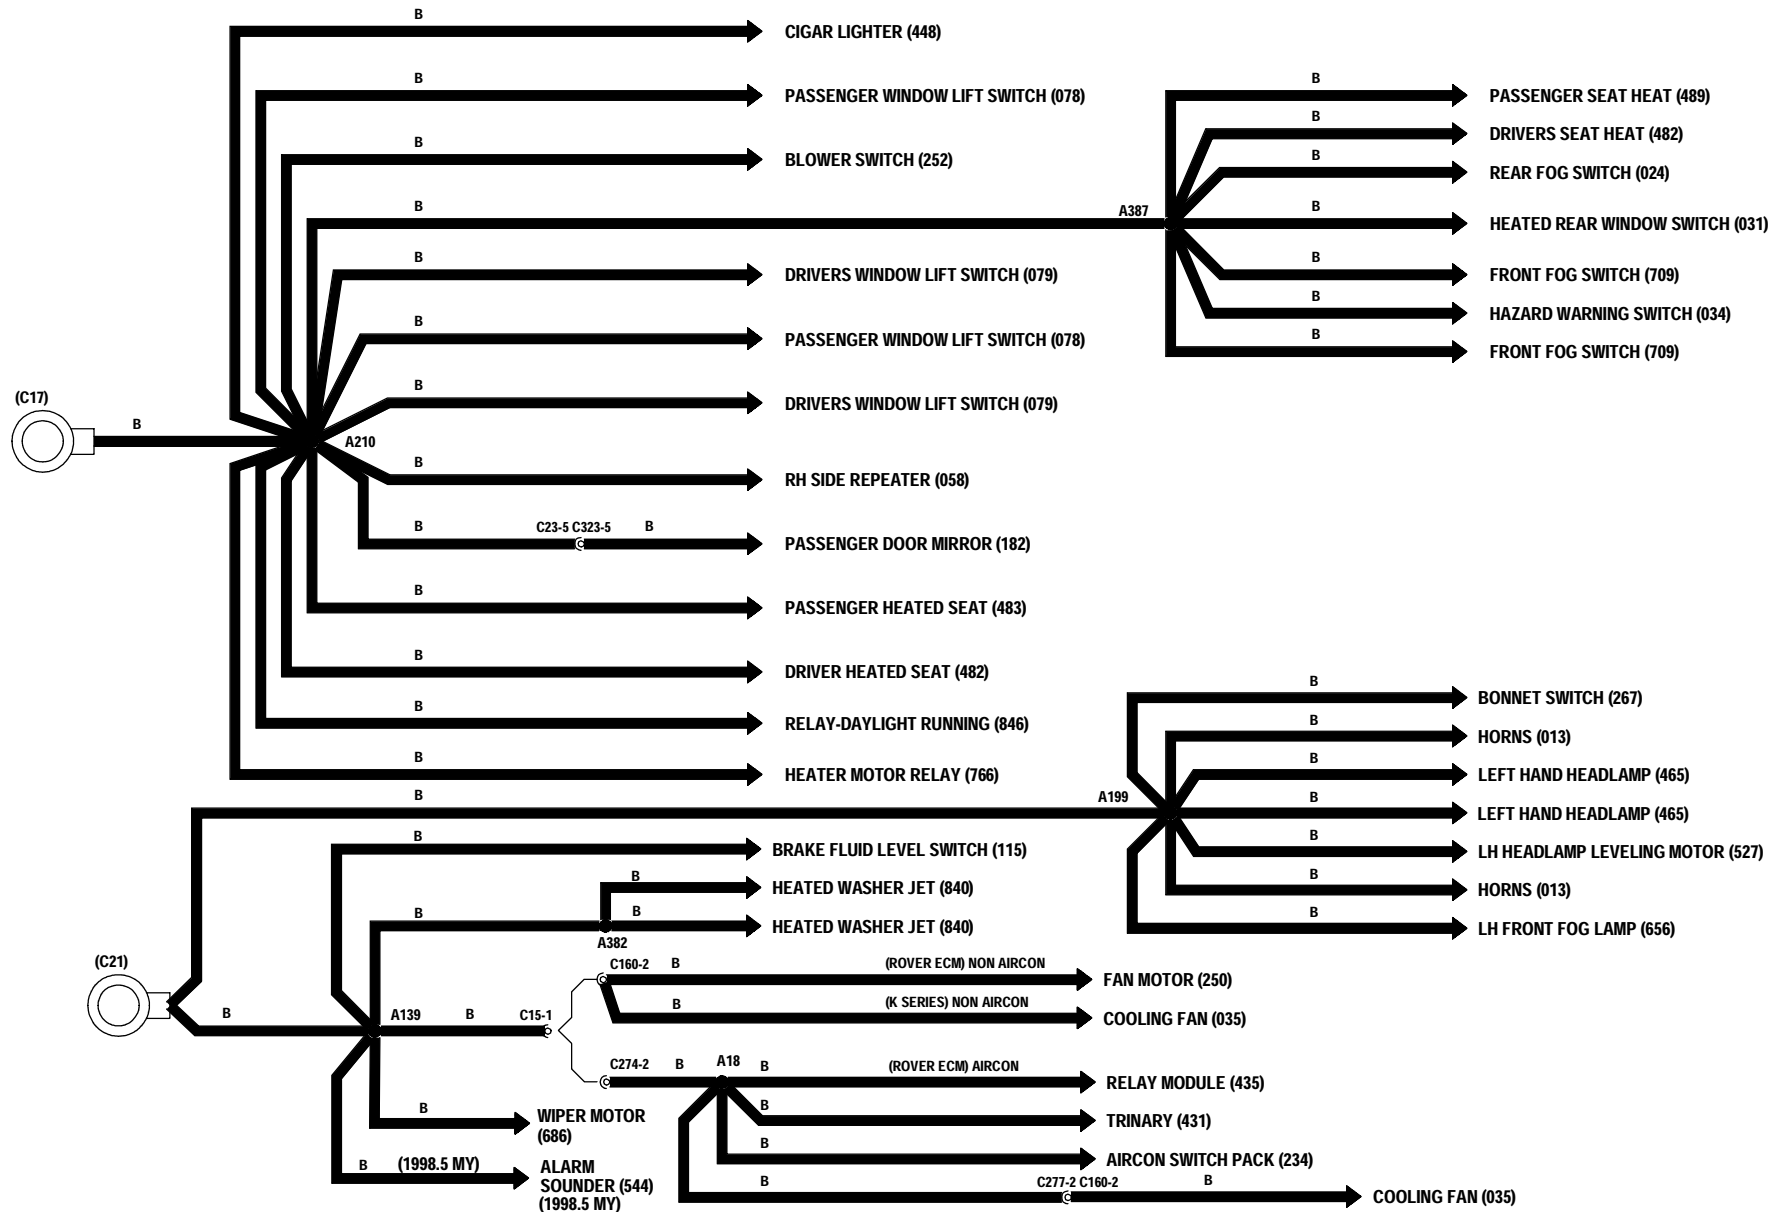 B
CIGAR LIGHTER (448)
B
PASSENGER WINDOW LIFT SWITCH (078)
B
BLOWER SWITCH (252)
B
A387
B
PASSENGER SEAT HEAT (489)
B
DRIVERS SEAT HEAT (482)
B
REAR FOG SWITCH (024)
B
HEATED REAR WINDOW SWITCH (031)
B
FRONT FOG SWITCH (709)
B
HAZARD WARNING SWITCH (034)
B
FRONT FOG SWITCH (709)
B
DRIVERS WINDOW LIFT SWITCH (079)
B
PASSENGER WINDOW LIFT SWITCH (078)
B
DRIVERS WINDOW LIFT SWITCH (079)
(C17)
B
A210
B
RH SIDE REPEATER (058)
B
C23-5 C323-5
B
PASSENGER DOOR MIRROR (182)
B
PASSENGER HEATED SEAT (483)
B
DRIVER HEATED SEAT (482)
B
RELAY-DAYLIGHT RUNNING (846)
B
HEATER MOTOR RELAY (766)
B
A199
B
BONNET SWITCH (267)
B
HORNS (013)
B
LEFT HAND HEADLAMP (465)
B
LEFT HAND HEADLAMP (465)
B
LH HEADLAMP LEVELING MOTOR (527)
B
HORNS (013)
B
LH FRONT FOG LAMP (656)
B
BRAKE FLUID LEVEL SWITCH (115)
B
HEATED WASHER JET (840)
B
B
HEATED WASHER JET (840)
A382
(C21)
B
A139
B
C15-1
C160-2
B
(ROVER ECM) NON AIRCON
FAN MOTOR (250)
B
(K SERIES) NON AIRCON
COOLING FAN (035)
C274-2
B
A18
B
(ROVER ECM) AIRCON
RELAY MODULE (435)
B
TRINARY (431)
B
AIRCON SWITCH PACK (234)
B
C277-2 C160-2
B
COOLING FAN (035)
B
WIPER MOTOR
(686)
B
(1998.5 MY)
ALARM
SOUNDER (544)
(1998.5 MY)